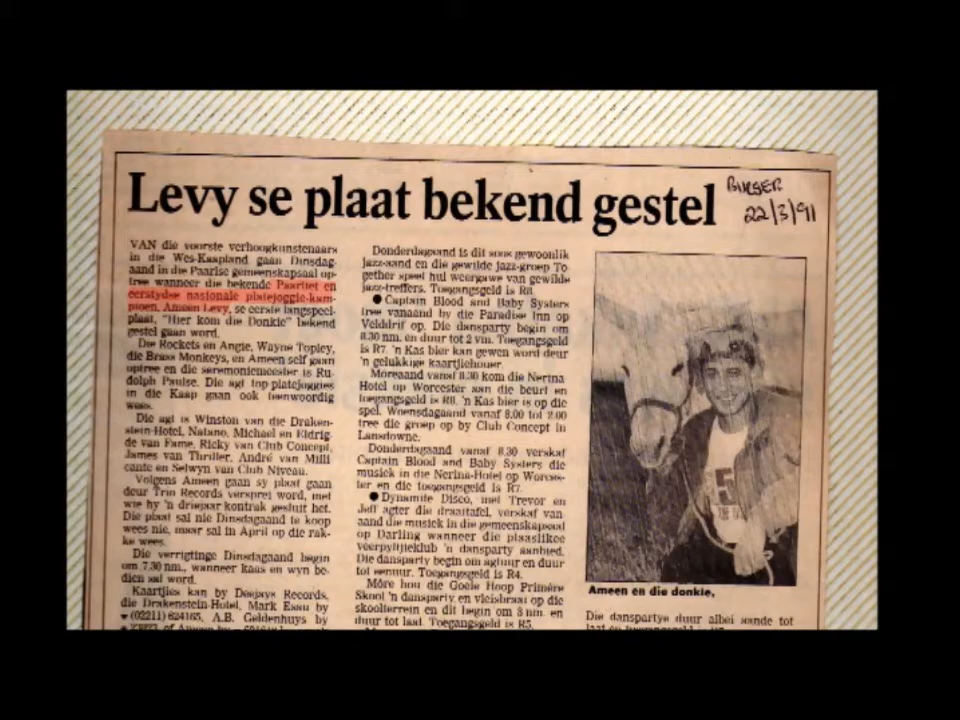 Levy se plaat bekend gestel
BURGER
22/3/91
VAN die voorste verhoogkunstenaars
in die Wes-Kaapland gaan Dinsdag-
aand in die Paarlse gemeenskapsaal op-
tree wanneer die bekende Paarliet en
eerstydse nasionale platejoggie-kam-
pioen, Ameen Levy, se eerste langspeel-
plaat, "Hier kom die Donkie" bekend
gestel gaan word.
Die Rockets en Angie, Wayne Topley,
die Brass Monkeys, en Ameen self gaan
optree en die seremoniemeester is Ru-
dolph Paulse. Die agt top platejoggies
in die Kaap gaan ook teenwoordig
wees.
Die agt is Winston van die Draken-
stein-Hotel, Natano, Michael en Eldrig-
de van Fame, Ricky van Club Concept,
James van Thriller, André van Milli
cante en Selwyn van Club Niveau.
Volgens Ameen gaan sy plaat gaan
deur Trio Records versprei word, met
wie hy 'n driejaar kontrak gesluit het.
Die plaat sal nie Dinsdagaand te koop
wees nie, maar sal in April op die rak-
ke wees.
Die verrigtinge Dinsdagaand begin
om 7.30 nm., wanneer kaas en wyn be-
dien sal word.
Kaartjies kan by Deejays Records,
die Drakenstein-Hotel, Mark Esau by
(02211) 624165, A.B. Geldenhuys by
of Ameen by
Donderdagaand is dit soos gewoonlik
jazz-aand en die gewilde jazz-groep To
gether speel hul weergawe van gewilde
jazz-treffers. Toegangsgeld is R8.
● Captain Blood and Baby Systers
tree vanaand by die Paradise Inn op
Velddrif op. Die dansparty begin om
8.30 nm. en duur tot 2 vm. Toegangsgeld
is R7. 'n Kas bier kan gewen word deur
'n gelukkige kaartjiehouer.
Moreaand vanaf 8.30 kom die Nerina-
Hotel op Worcester aan die beurt en
toegangsgeld is R8. 'n Kas bier is op die
spel. Woensdagaand vanaf 8.00 tot 2.00
tree die groep op by Club Concept in
Lansdowne.
Donderdagaand vanaf 8.30 verskaf
Captain Blood and Baby Systers die
musiek in die Nerina-Hotel op Worces-
ter en die toegangsgeld is R7.
● Dynamite Disco, met Trevor en
Jeff agter die draaitafel, verskaf van-
aand die musiek in die gemeenskapsaal
op Darling wanneer die plaaslike
veerpyltjieklub 'n dansparty aanbied.
Die dansparty begin om agtuur en duur
tot eenuur. Toegangsgeld is R4.
Môre hou die Goeie Hoop Primêre
Skool 'n dansparty en vleisbraai op die
skoolterrein en dit begin om 3 nm. en
duur tot laat. Toegangsgeld is R5.
5
Ameen en die donkie,
Die danspartye duur albei aande tot
laat en toegangsgeld is